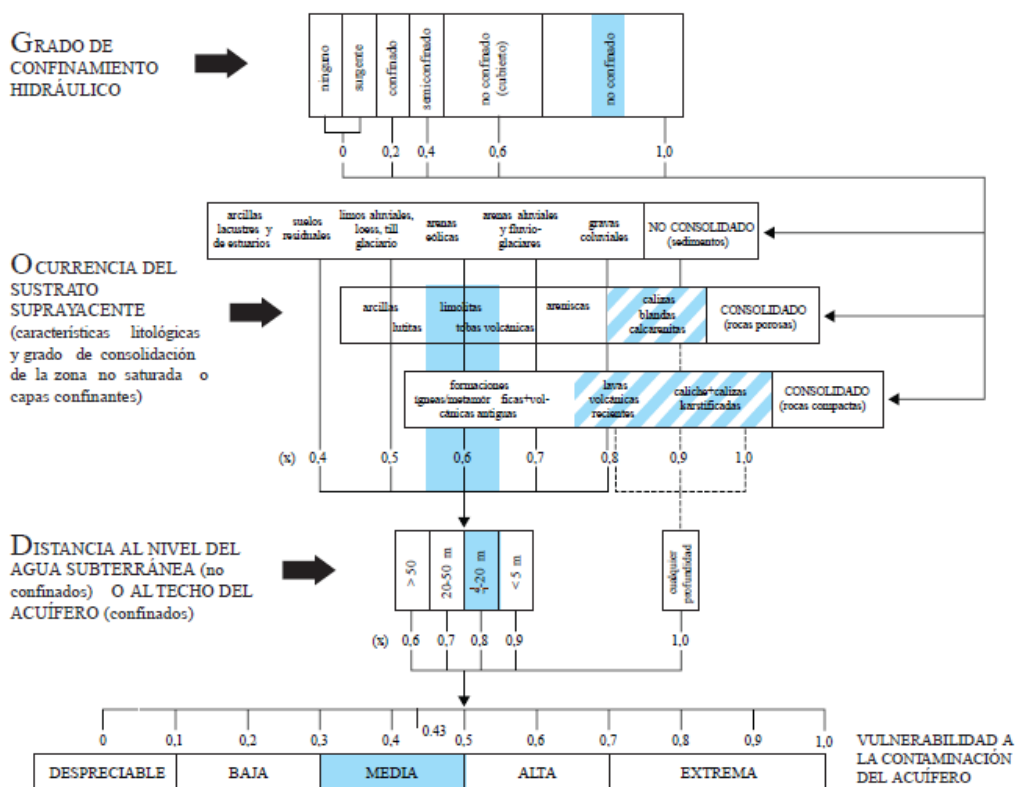 GRADO DE
CONFINAMIENTO
HIDRÁULICO
ninguno
surgente
confinado
semiconfinado
no confinado
(cubierto)
no confinado
0
0,2
0,4
0,6
1,0
OCURRENCIA DEL
SUSTRATO
SUPRAYACENTE
(características litológicas
y grado de consolidación
de la zona no saturada o
capas confinantes)
arcillas
lacustres y
de estuarios
suelos
residuales
limos aluviales,
loess, till
glaciario
arenas
eólicas
arenas aluviales
y fluvio-
glaciares
gravas
coluviales
NO CONSOLIDADO
(sedimentos)
arcillas
lutitas
limolitas
tobas volcánicas
areniscas
calizas
blandas
calcarenitas
CONSOLIDADO
(rocas porosas)
formaciones
ígneas/metamór ficas+vol-
cánicas antiguas
lavas
volcánicas
recientes
caliche+calizas
karstificadas
CONSOLIDADO
(rocas compactas)
(x) 0,4 0,5 0,6 0,7 0,8 0,9 1,0
DISTANCIA AL NIVEL DEL
AGUA SUBTERRÁNEA (no
confinados) O AL TECHO DEL
ACUÍFERO (confinados)
> 50
20-50 m
-20 m
< 5 m
cualquier
profundidad
(x) 0,6 0,7 0,8 0,9 1,0
0.43
0 0,1 0,2 0,3 0,4 0,5 0,6 0,7 0,8 0,9 1,0
DESPRECIABLE BAJA MEDIA ALTA EXTREMA
VULNERABILIDAD A
LA CONTAMINACIÓN
DEL ACUÍFERO